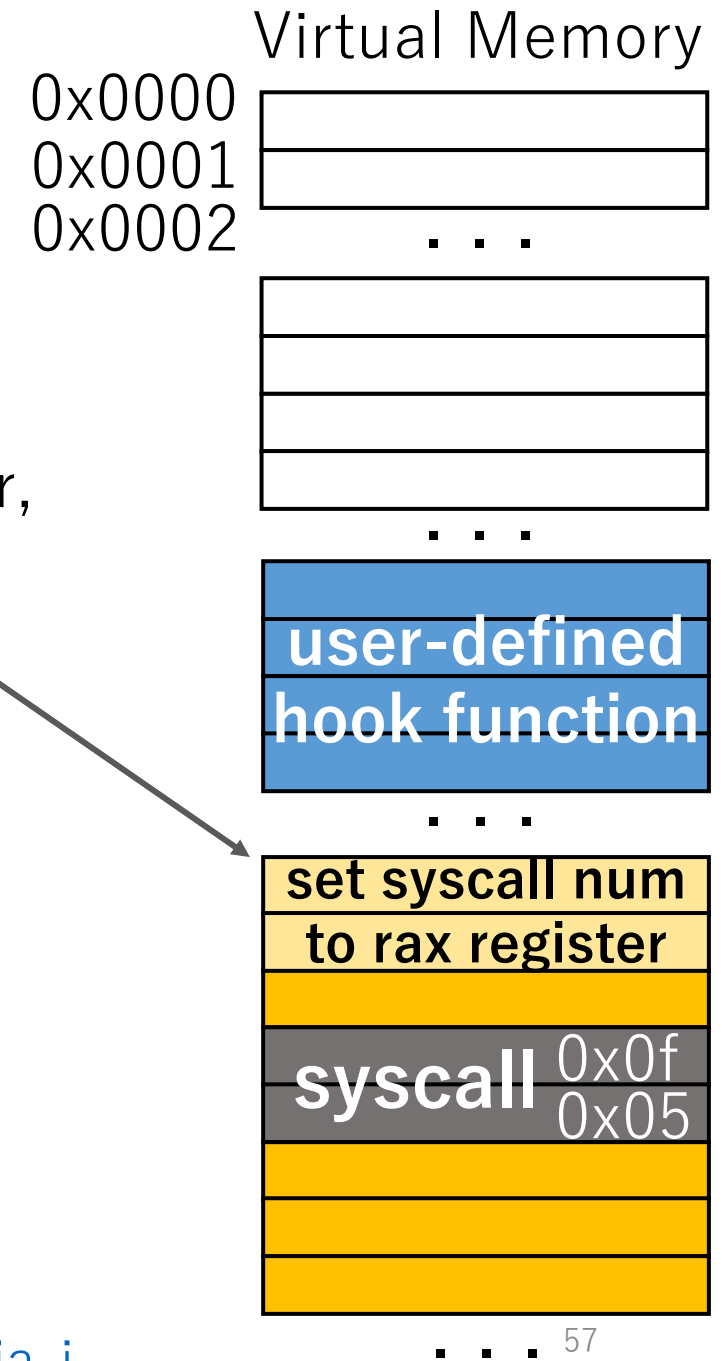 Virtual Memory
0x0000
0x0001
0x0002
. . .
r,
. . .
user-defined
hook function
. . .
set syscall num
to rax register
syscall 0x0f
0x05
. . .
57